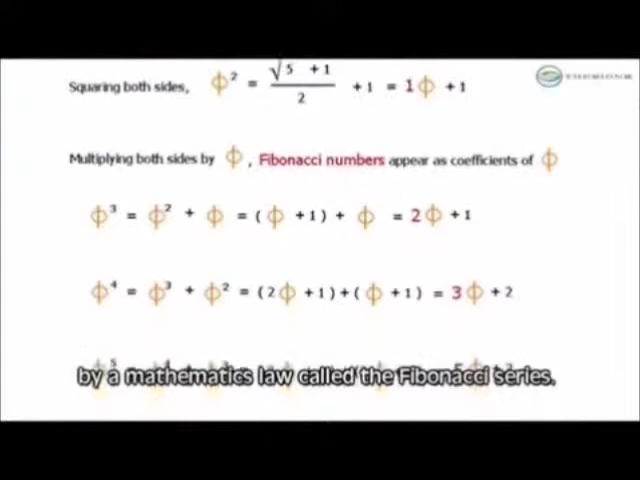 Squaring both sides, ϕ² = (√5 + 1)/2 + 1 = 1ϕ + 1
Multiplying both sides by ϕ, Fibonacci numbers appear as coefficients of ϕ
ϕ³ = ϕ² + ϕ = (ϕ + 1) + ϕ = 2ϕ + 1
ϕ⁴ = ϕ³ + ϕ² = (2ϕ + 1) + (ϕ + 1) = 3ϕ + 2
by a mathematics law called the Fibonacci series.